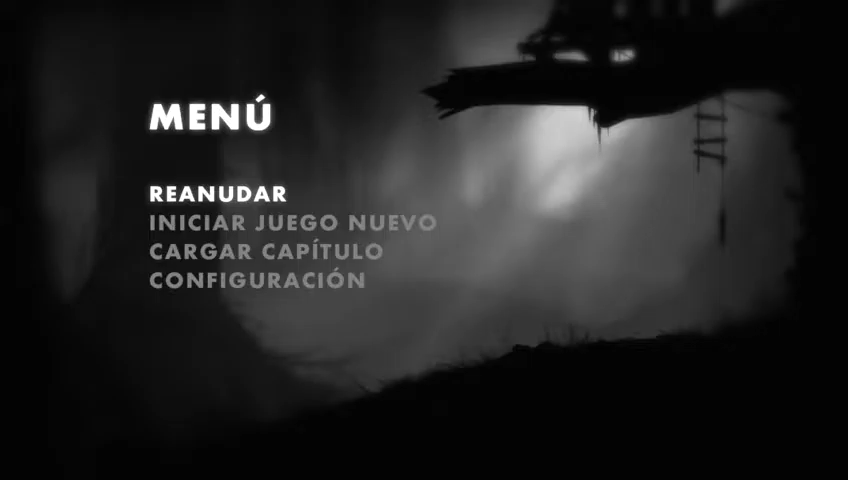 MENÚ
REANUDAR
INICIAR JUEGO NUEVO
CARGAR CAPÍTULO
CONFIGURACIÓN